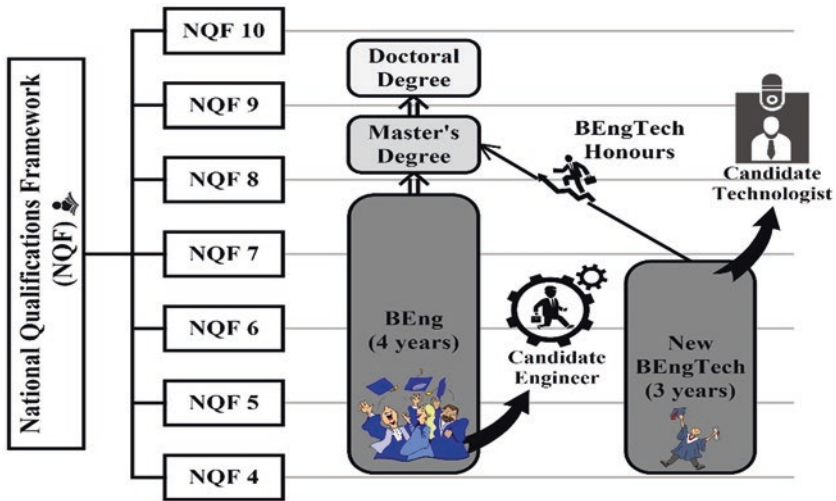 National Qualifications Framework
(NQF)
NQF 10
NQF 9
NQF 8
NQF 7
NQF 6
NQF 5
NQF 4
Doctoral
Degree
Master's
Degree
BEng
(4 years)
Candidate
Engineer
BEngTech
Honours
New
BEngTech
(3 years)
Candidate
Technologist